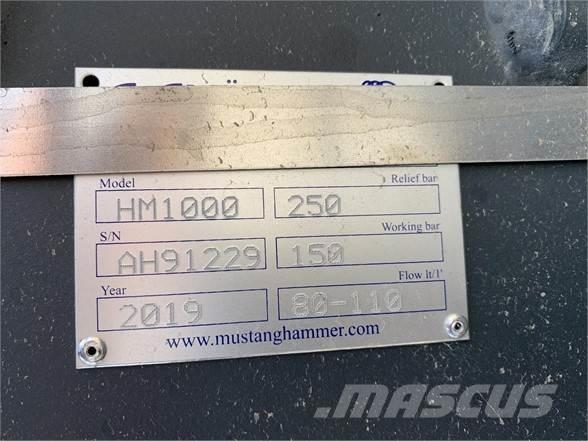 Model Relief bar
HM1000 250
S/N Working bar
AH91229 150
Year Flow lt/1'
2019 80-110
www.mustanghammer.com
MASCUS